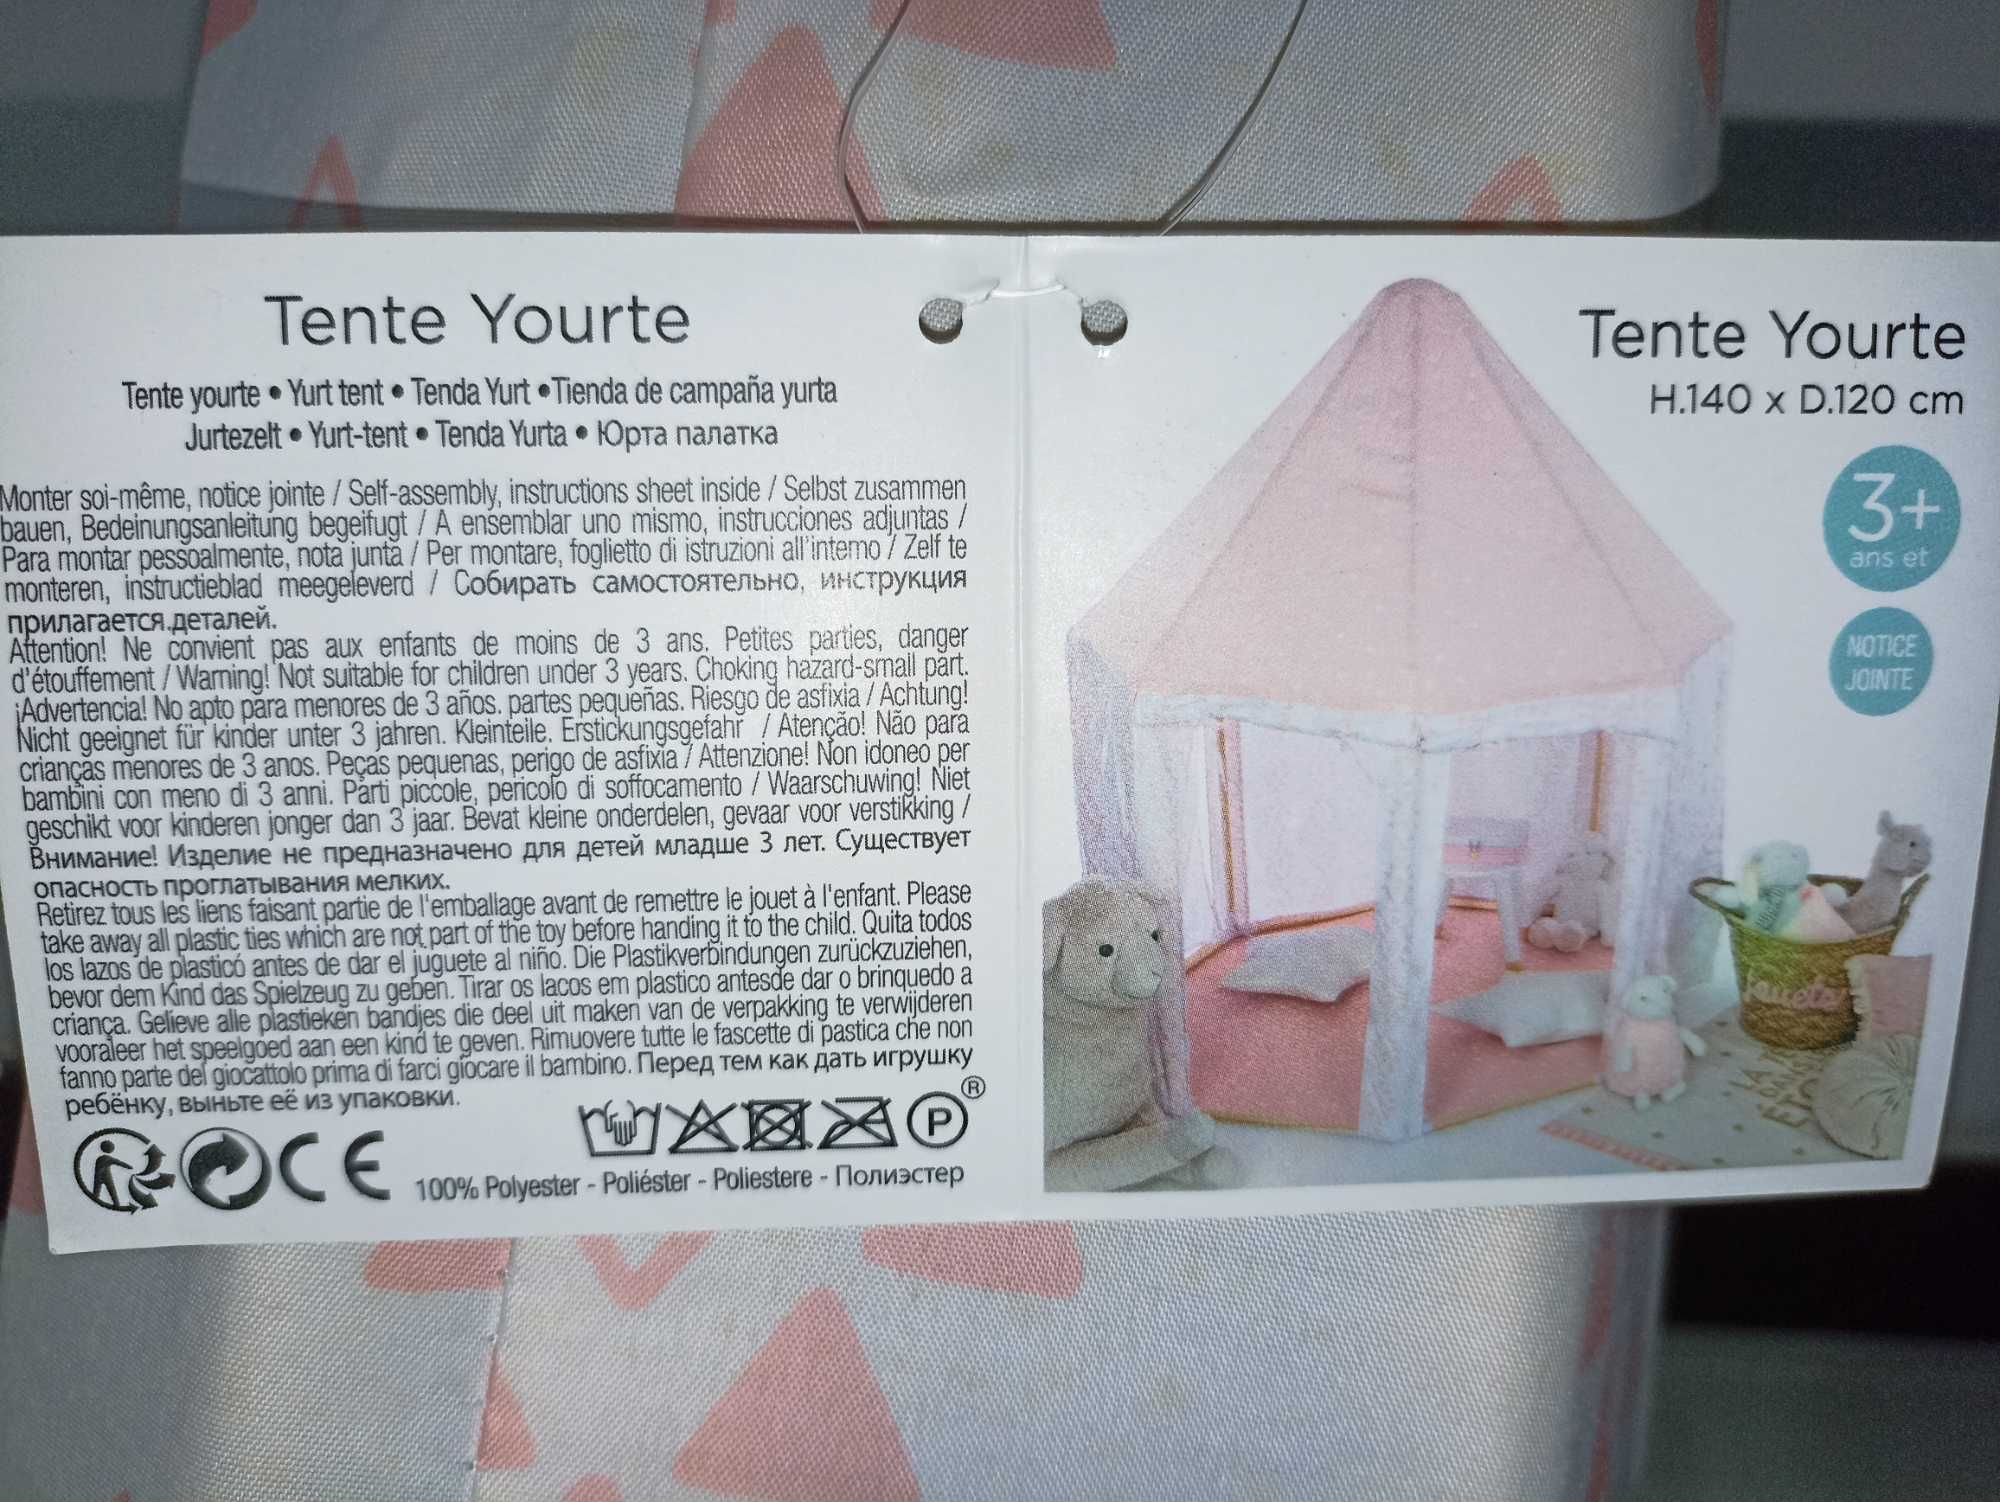 Tente Yourte
Tente yourte • Yurt tent • Tenda Yurt •Tienda de campaña yurta
Jurtezelt • Yurt-tent • Tenda Yurta • Юрта палатка
Monter soi-même, notice jointe / Self-assembly, instructions sheet inside / Selbst zusammen
bauen, Bedeinungsanleitung begeifugt / A ensemblar uno mismo, instrucciones adjuntas /
Para montar pessoalmente, nota junta / Per montare, foglietto di istruzioni all'interno / Zelf te
monteren, instructieblad meegeleverd / Собирать самостоятельно, инструкция
прилагается.деталей.
Attention! Ne convient pas aux enfants de moins de 3 ans. Petites parties, danger
d'étouffement / Warning! Not suitable for children under 3 years. Choking hazard-small part.
¡Advertencia! No apto para menores de 3 años. partes pequeñas. Riesgo de asfixia / Achtung!
Nicht geeignet für kinder unter 3 jahren. Kleinteile. Erstickungsgefahr / Atenção! Não para
crianças menores de 3 anos. Peças pequenas, perigo de asfixia / Attenzione! Non idoneo per
bambini con meno di 3 anni. Parti piccole, pericolo di soffocamento / Waarschuwing! Niet
geschikt voor kinderen jonger dan 3 jaar. Bevat kleine onderdelen, gevaar voor verstikking /
Внимание! Изделие не предназначено для детей младше 3 лет. Существует
опасность проглатывания мелких.
Retirez tous les liens faisant partie de l'emballage avant de remettre le jouet à l'enfant. Please
take away all plastic ties which are not part of the toy before handing it to the child. Quita todos
los lazos de plastico antes de dar el juguete al niño. Die Plastikverbindungen zurückzuziehen,
bevor dem Kind das Spielzeug zu geben. Tirar os lacos em plastico antesde dar o brinquedo a
criança. Gelieve alle plastieken bandjes die deel uit maken van de verpakking te verwijderen
vooraleer het speelgoed aan een kind te geven. Rimuovere tutte le fascette di pastica che non
fanno parte del giocattolo prima di farci giocare il bambino. Перед тем как дать игрушку
ребёнку, выньте её из упаковки.
P®
CE
100% Polyester - Poliéster - Poliestere - Полиэстер
Tente Yourte
H.140 x D.120 cm
3+
ans et
NOTICE
JOINTE
Jouets
LA
DANS